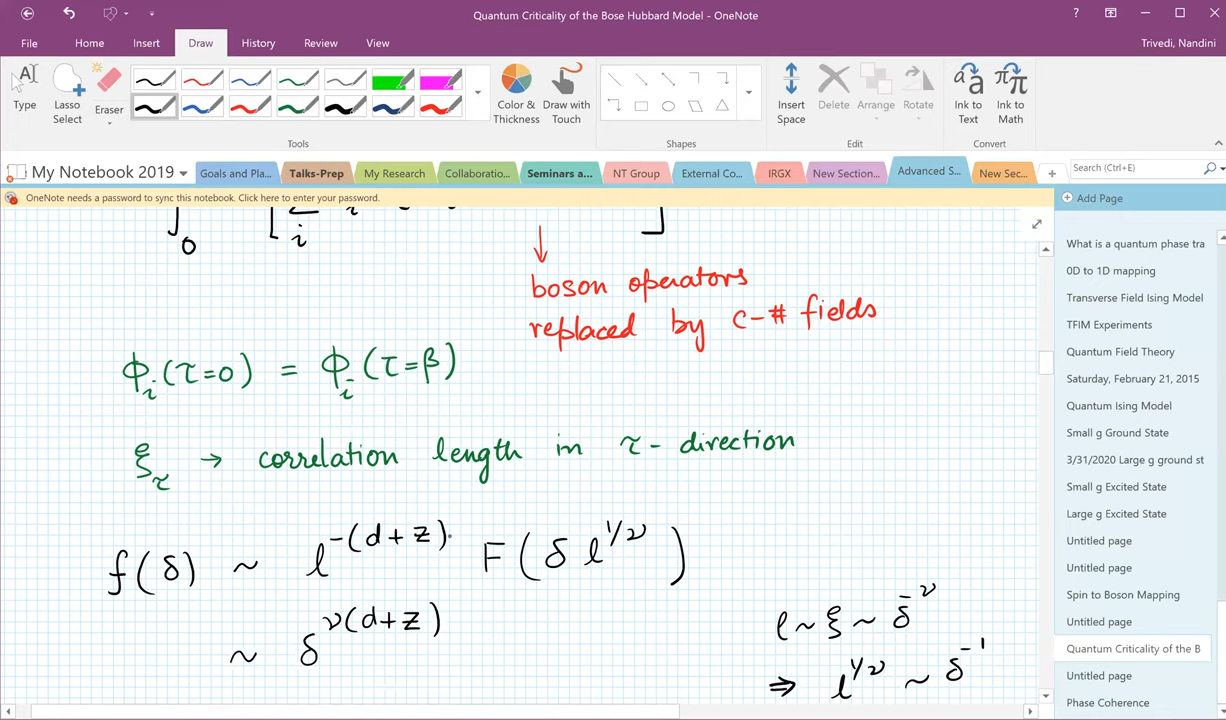 Quantum Criticality of the Bose Hubbard Model - OneNote
?
File Home Insert Draw History Review View
Trivedi, Nandini
Type
Lasso Select
Eraser
Color & Thickness
Draw with Touch
Insert Space
Delete
Arrange
Rotate
Ink to Text
Ink to Math
Tools
Shapes
Edit
Convert
My Notebook 2019
Goals and Pla...
Talks-Prep
My Research
Collaboratio...
Seminars a...
NT Group
External Co...
IRGX
New Section...
Advanced S...
New Sec...
+
Search (Ctrl+E)
OneNote needs a password to sync this notebook. Click here to enter your password.
Add Page
What is a quantum phase tra
0D to 1D mapping
Transverse Field Ising Model
TFIM Experiments
Quantum Field Theory
Saturday, February 21, 2015
Quantum Ising Model
Small g Ground State
3/31/2020 Large g ground st
Small g Excited State
Large g Excited State
Untitled page
Untitled page
Spin to Boson Mapping
Untitled page
Quantum Criticality of the B
Untitled page
Phase Coherence
0
i
boson operators
replaced by c-# fields
ϕᵢ(τ=0) = ϕᵢ(τ=β)
ξ_τ → correlation length in τ-direction
f(δ) ~ l^{-(d+z)} F(δ l^{1/ν})
~ δ^{ν(d+z)}
l ~ ξ ~ δ^{-ν}
⇒ l^{1/ν} ~ δ^{-1}